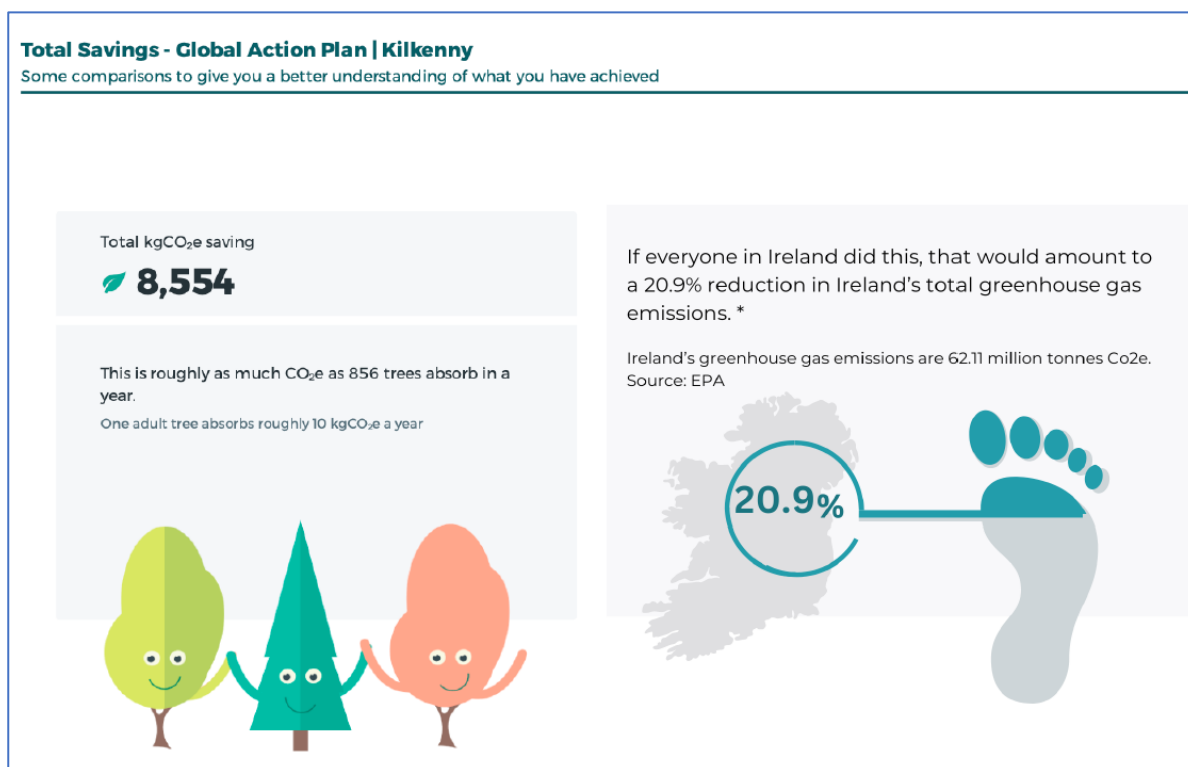 Total Savings - Global Action Plan | Kilkenny
Some comparisons to give you a better understanding of what you have achieved
Total kgCO₂e saving
8,554
This is roughly as much CO₂e as 856 trees absorb in a
year.
One adult tree absorbs roughly 10 kgCO₂e a year
If everyone in Ireland did this, that would amount to
a 20.9% reduction in Ireland’s total greenhouse gas
emissions. *
Ireland’s greenhouse gas emissions are 62.11 million tonnes Co2e.
Source: EPA
20.9%